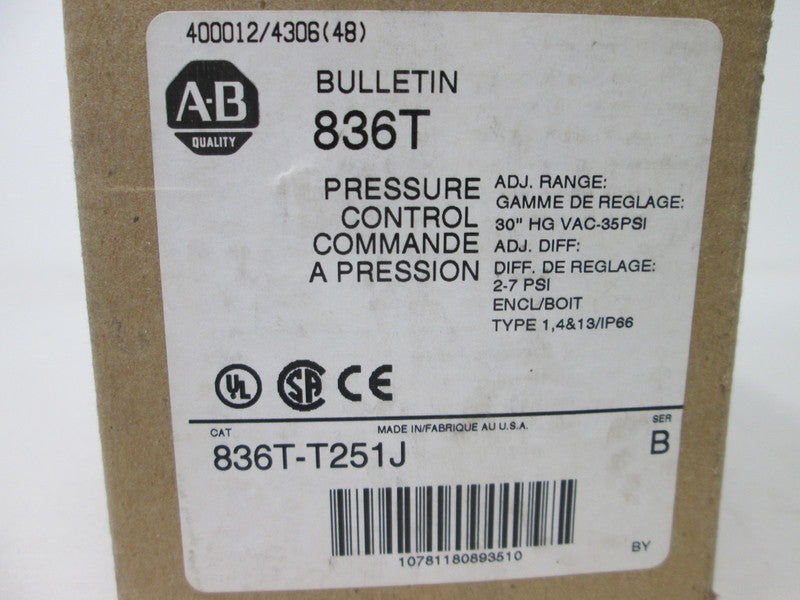 400012/4306(48)
A-B
QUALITY
BULLETIN
836T
PRESSURE
CONTROL
COMMANDE
A PRESSION
ADJ. RANGE:
GAMME DE REGLAGE:
30" HG VAC-35PSI
ADJ. DIFF:
DIFF. DE REGLAGE:
2-7 PSI
ENCL/BOIT
TYPE 1,4&13/IP66
UL
SA
CE
CAT
MADE IN/FABRIQUE AU U.S.A.
SER
836T-T251J
B
10781180893510
BY